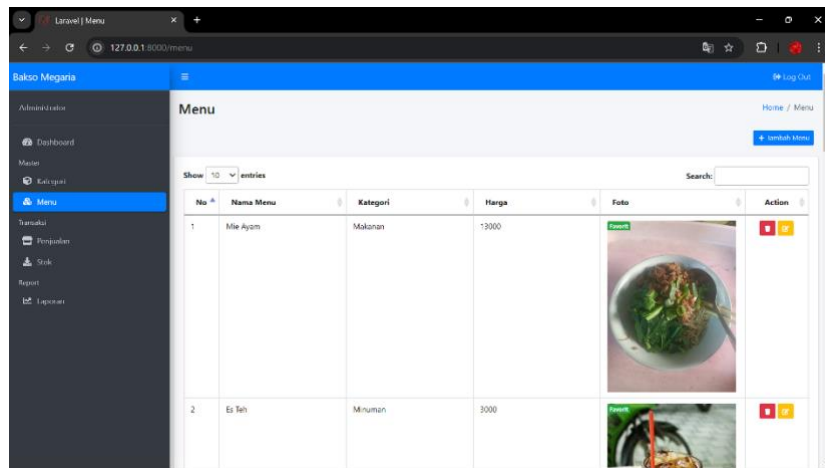 Laravel | Menu
127.0.0.1:8000/menu
Bakso Megaria
Log Out
Administrator
Menu
Home / Menu
Dashboard
+ Tambah Menu
Master
Kategori
Show 10 entries
Search:
Menu
No
Nama Menu
Kategori
Harga
Foto
Action
Transaksi
1
Mie Ayam
Makanan
13000
Favorit
Penjualan
Stok
Report
Laporan
2
Es Teh
Minuman
3000
Favorit